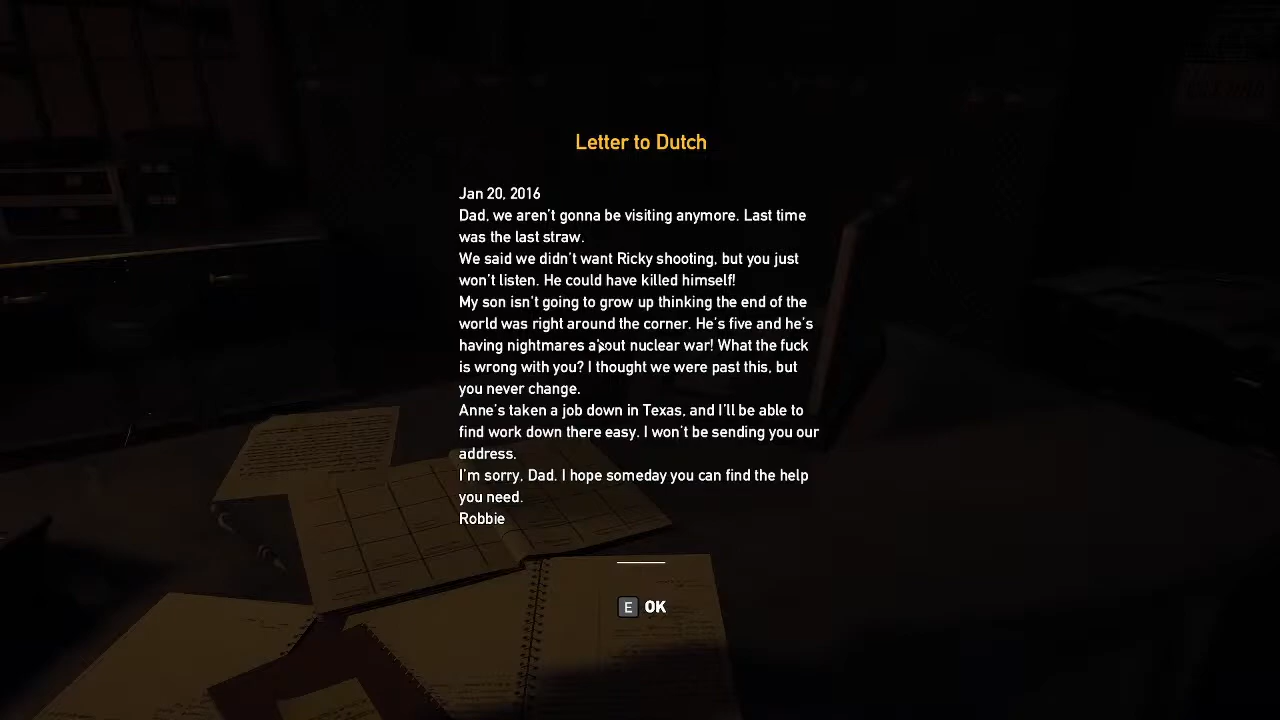 Letter to Dutch
Jan 20, 2016
Dad, we aren't gonna be visiting anymore. Last time
was the last straw.
We said we didn't want Ricky shooting, but you just
won't listen. He could have killed himself!
My son isn't going to grow up thinking the end of the
world was right around the corner. He's five and he's
having nightmares about nuclear war! What the fuck
is wrong with you? I thought we were past this, but
you never change.
Anne's taken a job down in Texas, and I'll be able to
find work down there easy. I won't be sending you our
address.
I'm sorry, Dad. I hope someday you can find the help
you need.
Robbie
E OK